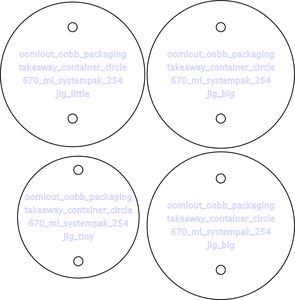 oomlout_oobb_packaging
takeaway_container_circle
670_ml_systempak_254
jig_little
oomlout_oobb_packaging
takeaway_container_circle
670_ml_systempak_254
jig_big
oomlout_oobb_packaging
takeaway_container_circle
670_ml_systempak_254
jig_tiny
oomlout_oobb_packaging
takeaway_container_circle
670_ml_systempak_254
jig_big